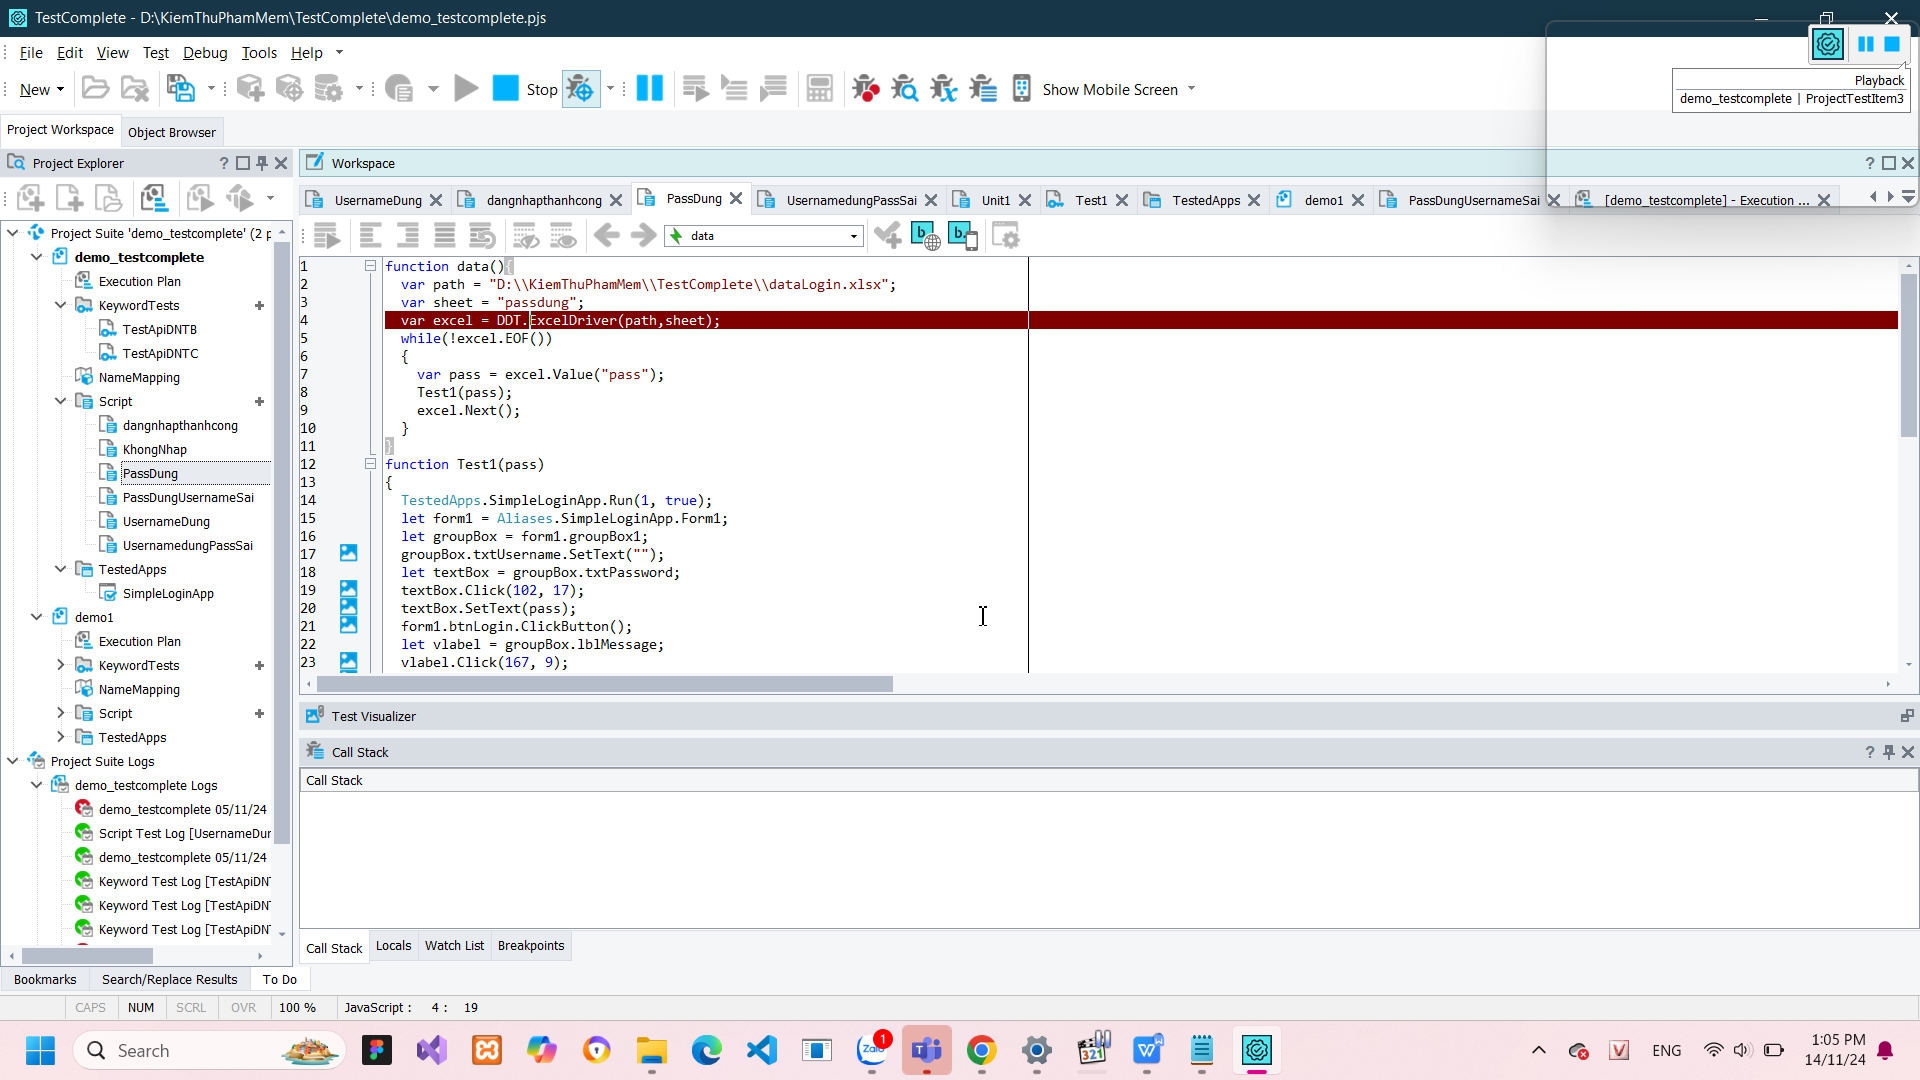 TestComplete - D:\KiemThuPhamMem\TestComplete\demo_testcomplete.pjs
File Edit View Test Debug Tools Help
New Stop Show Mobile Screen
Playback
demo_testcomplete | ProjectTestItem3
Project Workspace Object Browser
Project Explorer
Workspace
UsernameDung dangnhapthanhcong PassDung UsernamedungPassSai Unit1 Test1 TestedApps demo1 PassDungUsernameSai [demo_testcomplete] - Execution ...
data
Project Suite 'demo_testcomplete' (2 p
demo_testcomplete
Execution Plan
KeywordTests
TestApiDNTB
TestApiDNTC
NameMapping
Script
dangnhapthanhcong
KhongNhap
PassDung
PassDungUsernameSai
UsernameDung
UsernamedungPassSai
TestedApps
SimpleLoginApp
demo1
Execution Plan
KeywordTests
NameMapping
Script
TestedApps
Project Suite Logs
demo_testcomplete Logs
demo_testcomplete 05/11/24
Script Test Log [UsernameDur
demo_testcomplete 05/11/24
Keyword Test Log [TestApiDN
Keyword Test Log [TestApiDN
Keyword Test Log [TestApiDN
1 function data(){
2 var path = "D:\\KiemThuPhamMem\\TestComplete\\dataLogin.xlsx";
3 var sheet = "passdung";
4 var excel = DDT.ExcelDriver(path,sheet);
5 while(!excel.EOF())
6 {
7 var pass = excel.Value("pass");
8 Test1(pass);
9 excel.Next();
10 }
11 }
12 function Test1(pass)
13 {
14 TestedApps.SimpleLoginApp.Run(1, true);
15 let form1 = Aliases.SimpleLoginApp.Form1;
16 let groupBox = form1.groupBox1;
17 groupBox.txtUsername.SetText("");
18 let textBox = groupBox.txtPassword;
19 textBox.Click(102, 17);
20 textBox.SetText(pass);
21 form1.btnLogin.ClickButton();
22 let vlabel = groupBox.lblMessage;
23 vlabel.Click(167, 9);
Test Visualizer
Call Stack
Call Stack
Call Stack Locals Watch List Breakpoints
Bookmarks Search/Replace Results To Do
CAPS NUM SCRL OVR 100 % JavaScript : 4 : 19
Search
Zalo 1
321
ENG
1:05 PM
14/11/24